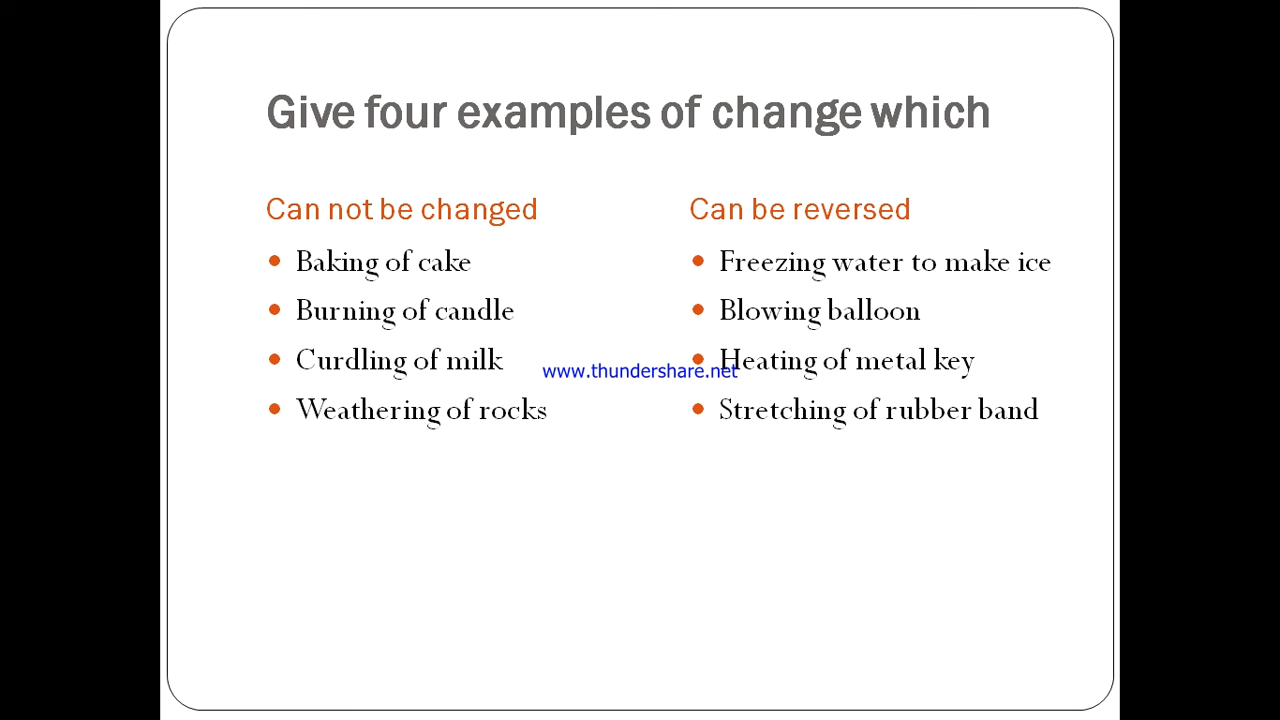 Give four examples of change which
Can not be changed
Baking of cake
Burning of candle
Curdling of milk
Weathering of rocks
Can be reversed
Freezing water to make ice
Blowing balloon
Heating of metal key
Stretching of rubber band
www.thundershare.net